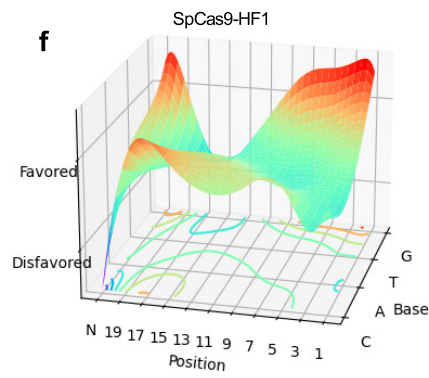 SpCas9-HF1
f
Favored
Disfavored
G
T
A Base
C
N 19 17 15 13 11 9 7 5 3 1
Position